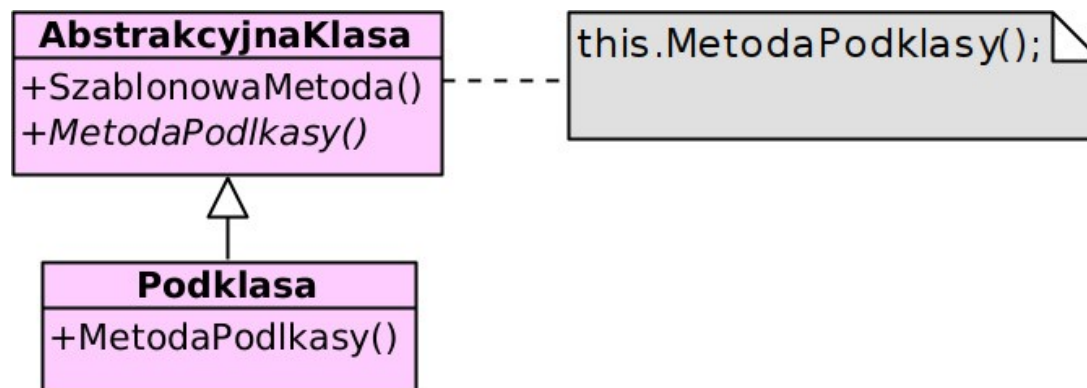 AbstrakcyjnaKlasa
+SzablonowaMetoda()
+MetodaPodlkasy()
this.MetodaPodklasy();
Podklasa
+MetodaPodlkasy()